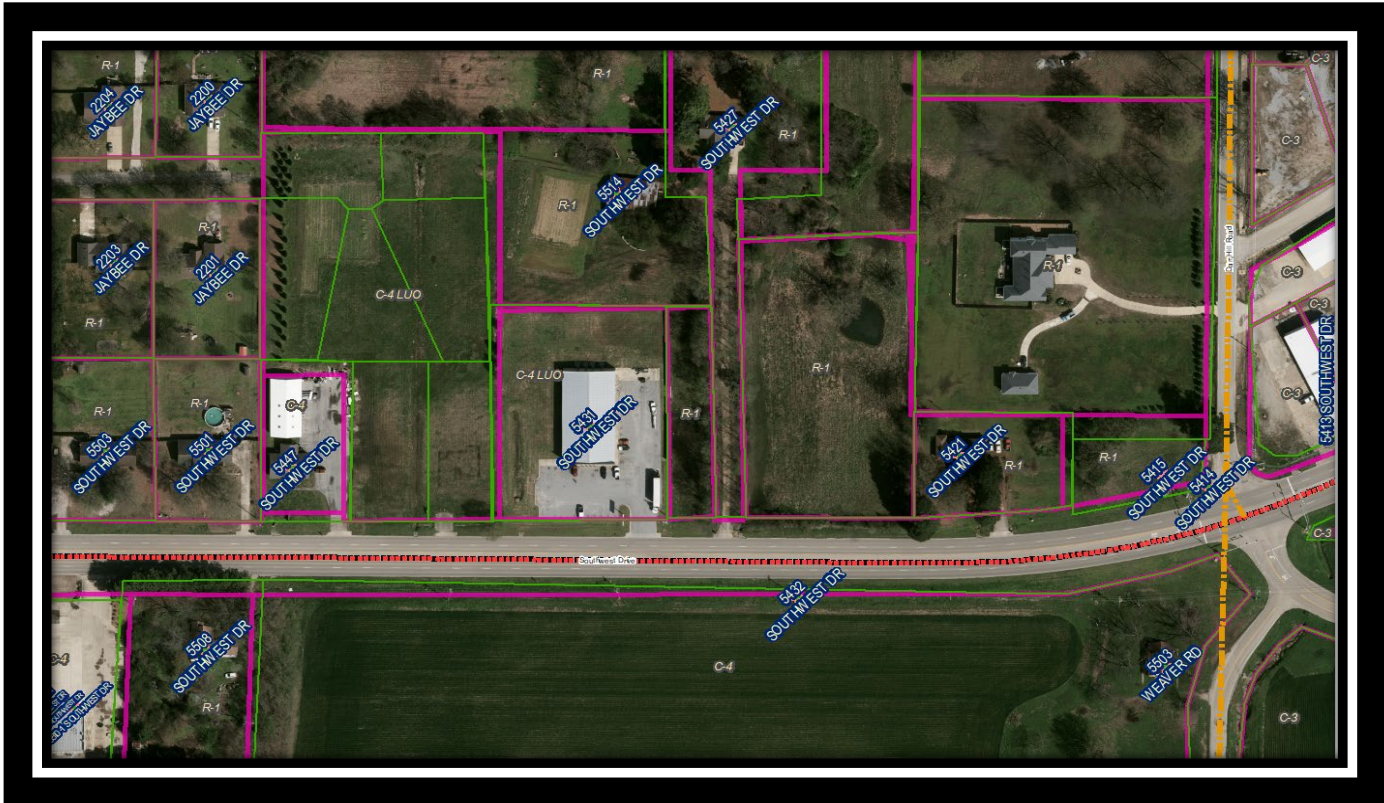 R-1
2204
JAYBEE DR
2200
JAYBEE DR
R-1
5427
SOUTHWEST DR
R-1
C-3
C-3
2203
JAYBEE DR
R-1
R-1
2201
JAYBEE DR
C-4 LUO
R-1
5514
SOUTHWEST DR
R-1
C-3
C-3
R-1
R-1
5503
SOUTHWEST DR
R-1
5501
SOUTHWEST DR
C-4
5447
SOUTHWEST DR
C-4 LUO
5431
SOUTHWEST DR
R-1
R-1
5421
SOUTHWEST DR
R-1
R-1
5415
SOUTHWEST DR
5414
SOUTHWEST DR
C-3
5413 SOUTHWEST DR
C-3
Southwest Drive
5432
SOUTHWEST DR
C-4
5508
SOUTHWEST DR
R-1
C-4
5503
WEAVER RD
C-3